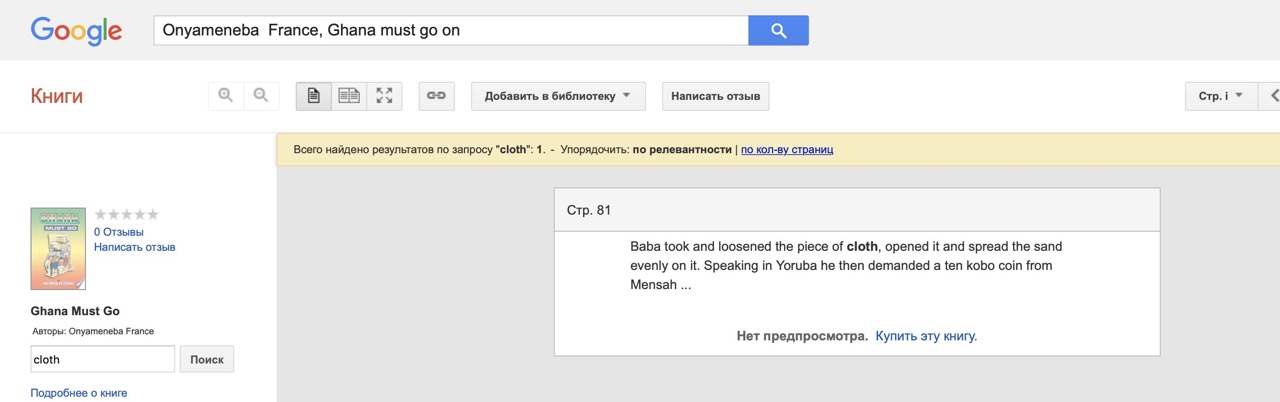 Google
Onyameneba  France, Ghana must go on
Книги
Добавить в библиотеку
Написать отзыв
Стр. i
Всего найдено результатов по запросу "cloth": 1. - Упорядочить: по релевантности | по кол-ву страниц
GHANA
MUST GO
0 Отзывы
Написать отзыв
Ghana Must Go
Авторы: Onyameneba France
cloth
Поиск
Подробнее о книге
Стр. 81
Baba took and loosened the piece of cloth, opened it and spread the sand
evenly on it. Speaking in Yoruba he then demanded a ten kobo coin from
Mensah ...
Нет предпросмотра. Купить эту книгу.